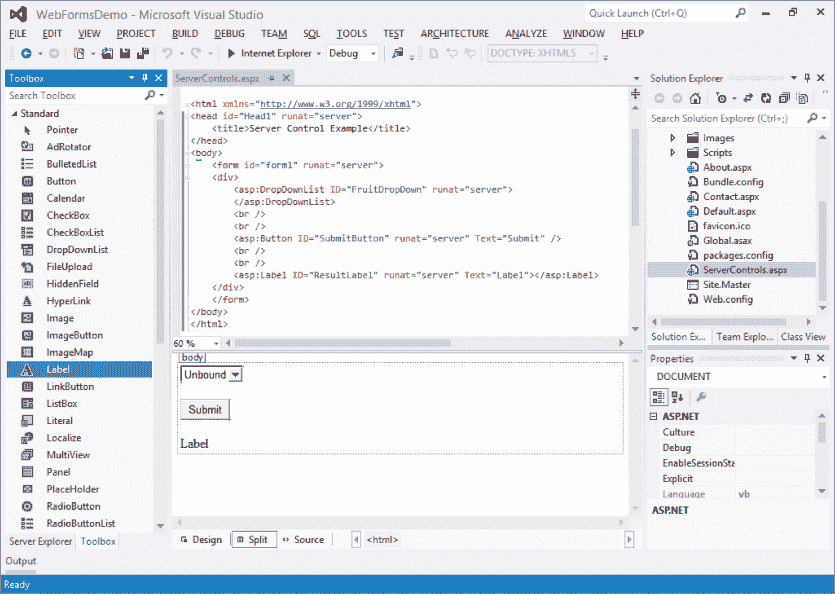 WebFormsDemo - Microsoft Visual Studio
Quick Launch (Ctrl+Q)
FILE EDIT VIEW PROJECT BUILD DEBUG TEAM SQL TOOLS TEST ARCHITECTURE ANALYZE WINDOW HELP
Internet Explorer Debug DOCTYPE: XHTML5
Toolbox
Search Toolbox
Standard
Pointer
AdRotator
BulletedList
Button
Calendar
CheckBox
CheckBoxList
DropDownList
FileUpload
HiddenField
HyperLink
Image
ImageButton
ImageMap
Label
LinkButton
ListBox
Literal
Localize
MultiView
Panel
PlaceHolder
RadioButton
RadioButtonList
Server Explorer Toolbox
ServerControls.aspx
<html xmlns="http://www.w3.org/1999/xhtml">
<head id="Head1" runat="server">
<title>Server Control Example</title>
</head>
<body>
<form id="form1" runat="server">
<div>
<asp:DropDownList ID="FruitDropDown" runat="server">
</asp:DropDownList>
<br />
<br />
<asp:Button ID="SubmitButton" runat="server" Text="Submit" />
<br />
<br />
<asp:Label ID="ResultLabel" runat="server" Text="Label"></asp:Label>
</div>
</form>
</body>
</html>
60 %
body
Unbound
Submit
Label
Design Split Source <html>
Solution Explorer
Search Solution Explorer (Ctrl+;)
Images
Scripts
About.aspx
Bundle.config
Contact.aspx
Default.aspx
favicon.ico
Global.asax
packages.config
ServerControls.aspx
Site.Master
Web.config
Solution Ex... Team Explo... Class View
Properties
DOCUMENT
ASP.NET
Culture
Debug
EnableSessionSta
Explicit
Language vb
ASP.NET
Output
Ready